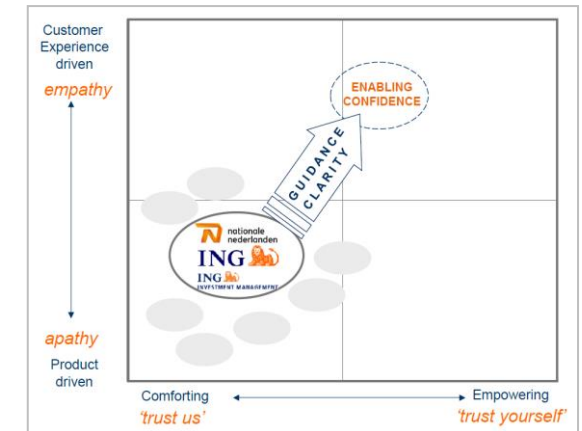 Customer
Experience
driven
empathy
ENABLING
CONFIDENCE
GUIDANCE
CLARITY
nationale
nederlanden
ING
ING
INVESTMENT MANAGEMENT
apathy
Product
driven
Comforting
Empowering
'trust us'
'trust yourself'